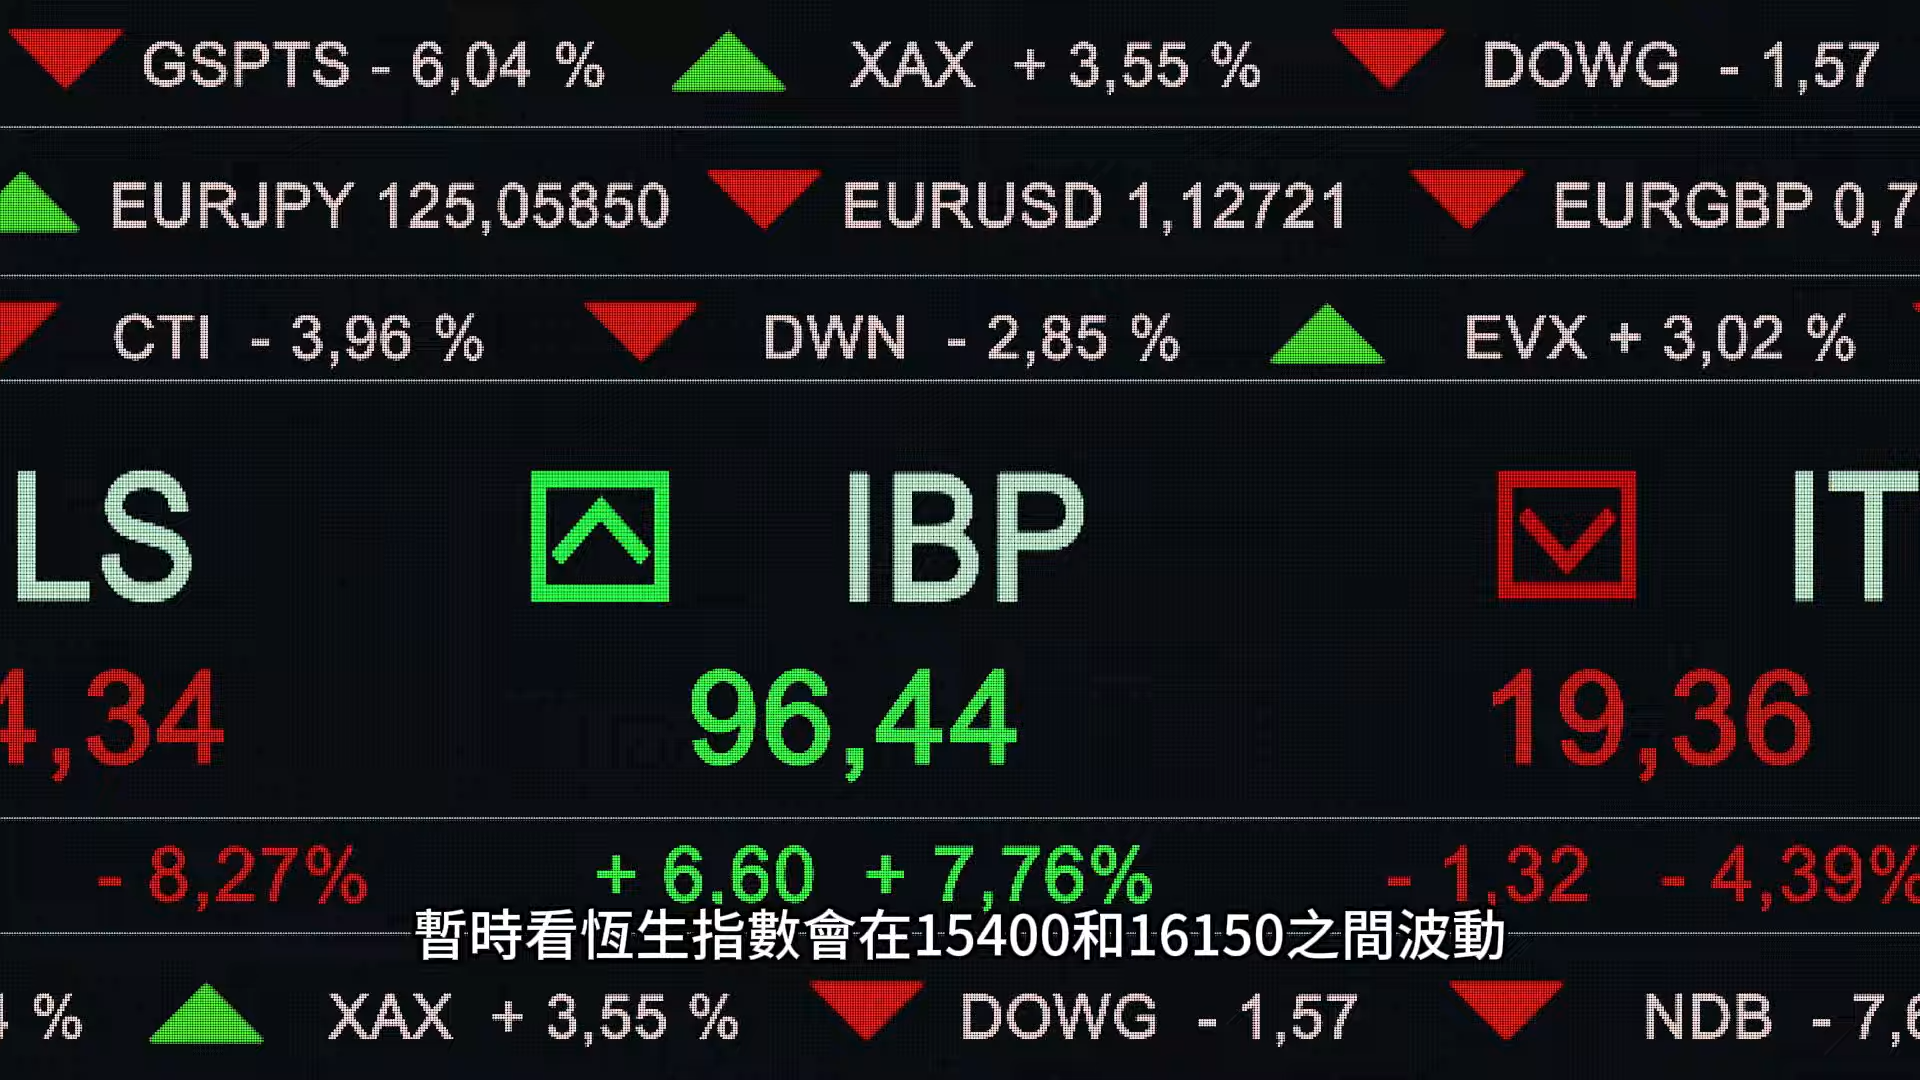 GSPTS - 6,04 % XAX + 3,55 % DOWG - 1,57
EURJPY 125,05850 EURUSD 1,12721 EURGBP 0,7
CTI - 3,96 % DWN - 2,85 % EVX + 3,02 %
LS IBP IT
4,34 96,44 19,36
- 8,27% + 6,60 + 7,76% - 1,32 - 4,39%
暫時看恆生指數會在15400和16150之間波動
% XAX + 3,55 % DOWG - 1,57 NDB - 7,6